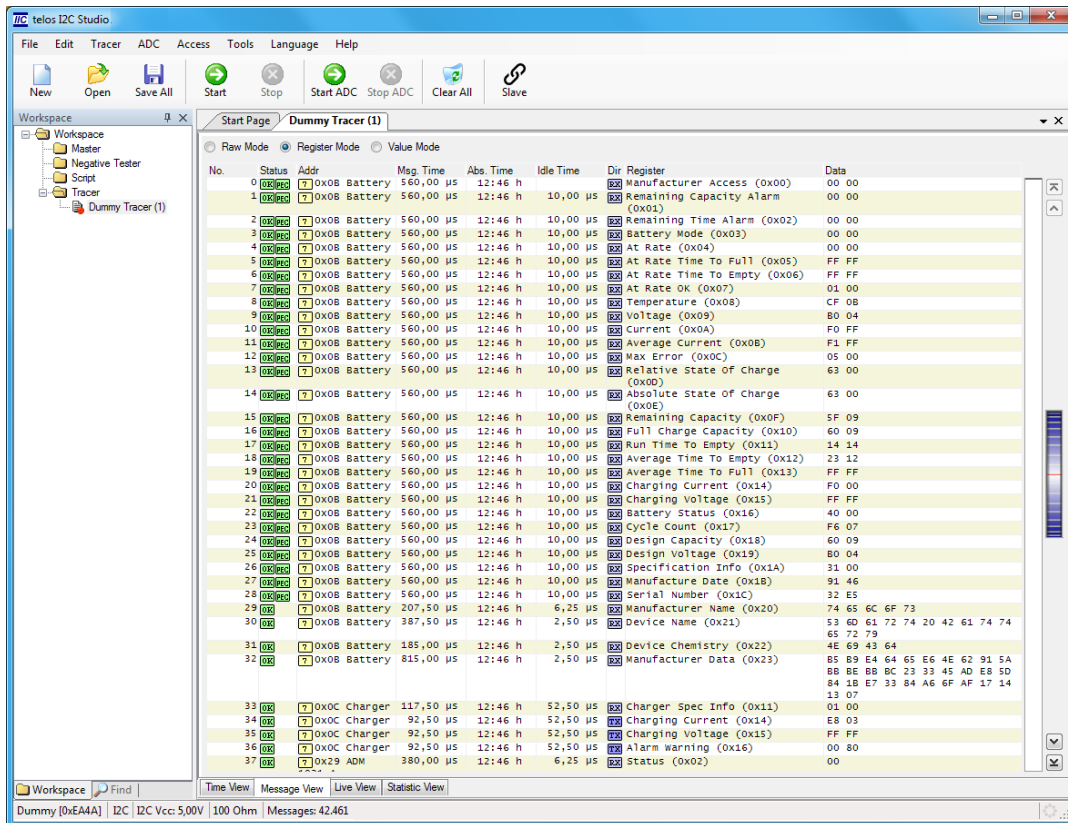 IIC telos I2C Studio
File Edit Tracer ADC Access Tools Language Help
New Open Save All Start Stop Start ADC Stop ADC Clear All Slave
Workspace
Workspace
Master
Negative Tester
Script
Tracer
Dummy Tracer (1)
Start Page Dummy Tracer (1)
Raw Mode Register Mode Value Mode
No. Status Addr Msg. Time Abs. Time Idle Time Dir Register Data
0 OK PEC 7 0x0B Battery 560,00 µs 12:46 h RX Manufacturer Access (0x00) 00 00
1 OK PEC 7 0x0B Battery 560,00 µs 12:46 h 10,00 µs RX Remaining Capacity Alarm 00 00
(0x01)
2 OK PEC 7 0x0B Battery 560,00 µs 12:46 h 10,00 µs RX Remaining Time Alarm (0x02) 00 00
3 OK PEC 7 0x0B Battery 560,00 µs 12:46 h 10,00 µs RX Battery Mode (0x03) 00 00
4 OK PEC 7 0x0B Battery 560,00 µs 12:46 h 10,00 µs RX At Rate (0x04) 00 00
5 OK PEC 7 0x0B Battery 560,00 µs 12:46 h 10,00 µs RX At Rate Time To Full (0x05) FF FF
6 OK PEC 7 0x0B Battery 560,00 µs 12:46 h 10,00 µs RX At Rate Time To Empty (0x06) FF FF
7 OK PEC 7 0x0B Battery 560,00 µs 12:46 h 10,00 µs RX At Rate OK (0x07) 01 00
8 OK PEC 7 0x0B Battery 560,00 µs 12:46 h 10,00 µs RX Temperature (0x08) CF 0B
9 OK PEC 7 0x0B Battery 560,00 µs 12:46 h 10,00 µs RX Voltage (0x09) B0 04
10 OK PEC 7 0x0B Battery 560,00 µs 12:46 h 10,00 µs RX Current (0x0A) F0 FF
11 OK PEC 7 0x0B Battery 560,00 µs 12:46 h 10,00 µs RX Average Current (0x0B) F1 FF
12 OK PEC 7 0x0B Battery 560,00 µs 12:46 h 10,00 µs RX Max Error (0x0C) 05 00
13 OK PEC 7 0x0B Battery 560,00 µs 12:46 h 10,00 µs RX Relative State Of Charge 63 00
(0x0D)
14 OK PEC 7 0x0B Battery 560,00 µs 12:46 h 10,00 µs RX Absolute State Of Charge 63 00
(0x0E)
15 OK PEC 7 0x0B Battery 560,00 µs 12:46 h 10,00 µs RX Remaining Capacity (0x0F) 5F 09
16 OK PEC 7 0x0B Battery 560,00 µs 12:46 h 10,00 µs RX Full Charge Capacity (0x10) 60 09
17 OK PEC 7 0x0B Battery 560,00 µs 12:46 h 10,00 µs RX Run Time To Empty (0x11) 14 14
18 OK PEC 7 0x0B Battery 560,00 µs 12:46 h 10,00 µs RX Average Time To Empty (0x12) 23 12
19 OK PEC 7 0x0B Battery 560,00 µs 12:46 h 10,00 µs RX Average Time To Full (0x13) FF FF
20 OK PEC 7 0x0B Battery 560,00 µs 12:46 h 10,00 µs RX Charging Current (0x14) F0 00
21 OK PEC 7 0x0B Battery 560,00 µs 12:46 h 10,00 µs RX Charging Voltage (0x15) FF FF
22 OK PEC 7 0x0B Battery 560,00 µs 12:46 h 10,00 µs RX Battery Status (0x16) 40 00
23 OK PEC 7 0x0B Battery 560,00 µs 12:46 h 10,00 µs RX Cycle Count (0x17) F6 07
24 OK PEC 7 0x0B Battery 560,00 µs 12:46 h 10,00 µs RX Design Capacity (0x18) 60 09
25 OK PEC 7 0x0B Battery 560,00 µs 12:46 h 10,00 µs RX Design Voltage (0x19) B0 04
26 OK PEC 7 0x0B Battery 560,00 µs 12:46 h 10,00 µs RX Specification Info (0x1A) 31 00
27 OK PEC 7 0x0B Battery 560,00 µs 12:46 h 10,00 µs RX Manufacture Date (0x1B) 91 46
28 OK PEC 7 0x0B Battery 560,00 µs 12:46 h 10,00 µs RX Serial Number (0x1C) 32 E5
29 OK 7 0x0B Battery 207,50 µs 12:46 h 6,25 µs RX Manufacturer Name (0x20) 74 65 6C 6F 73
30 OK 7 0x0B Battery 387,50 µs 12:46 h 2,50 µs RX Device Name (0x21) 53 6D 61 72 74 20 42 61 74 74
65 72 79
31 OK 7 0x0B Battery 185,00 µs 12:46 h 2,50 µs RX Device Chemistry (0x22) 4E 69 43 64
32 OK 7 0x0B Battery 815,00 µs 12:46 h 2,50 µs RX Manufacturer Data (0x23) B5 B9 E4 64 65 E6 4E 62 91 5A
BB BE BB BC 23 33 45 AD E8 5D
84 1B E7 33 84 A6 6F AF 17 14
13 07
33 OK 7 0x0C Charger 117,50 µs 12:46 h 52,50 µs RX Charger Spec Info (0x11) 01 00
34 OK 7 0x0C Charger 92,50 µs 12:46 h 52,50 µs TX Charging Current (0x14) E8 03
35 OK 7 0x0C Charger 92,50 µs 12:46 h 52,50 µs TX Charging Voltage (0x15) FF FF
36 OK 7 0x0C Charger 92,50 µs 12:46 h 52,50 µs TX Alarm Warning (0x16) 00 80
37 OK 7 0x29 ADM 380,00 µs 12:46 h 6,25 µs RX Status (0x02) 00
Workspace Find Time View Message View Live View Statistic View
Dummy [0xEA4A] I2C I2C Vcc: 5,00V 100 Ohm Messages: 42.461